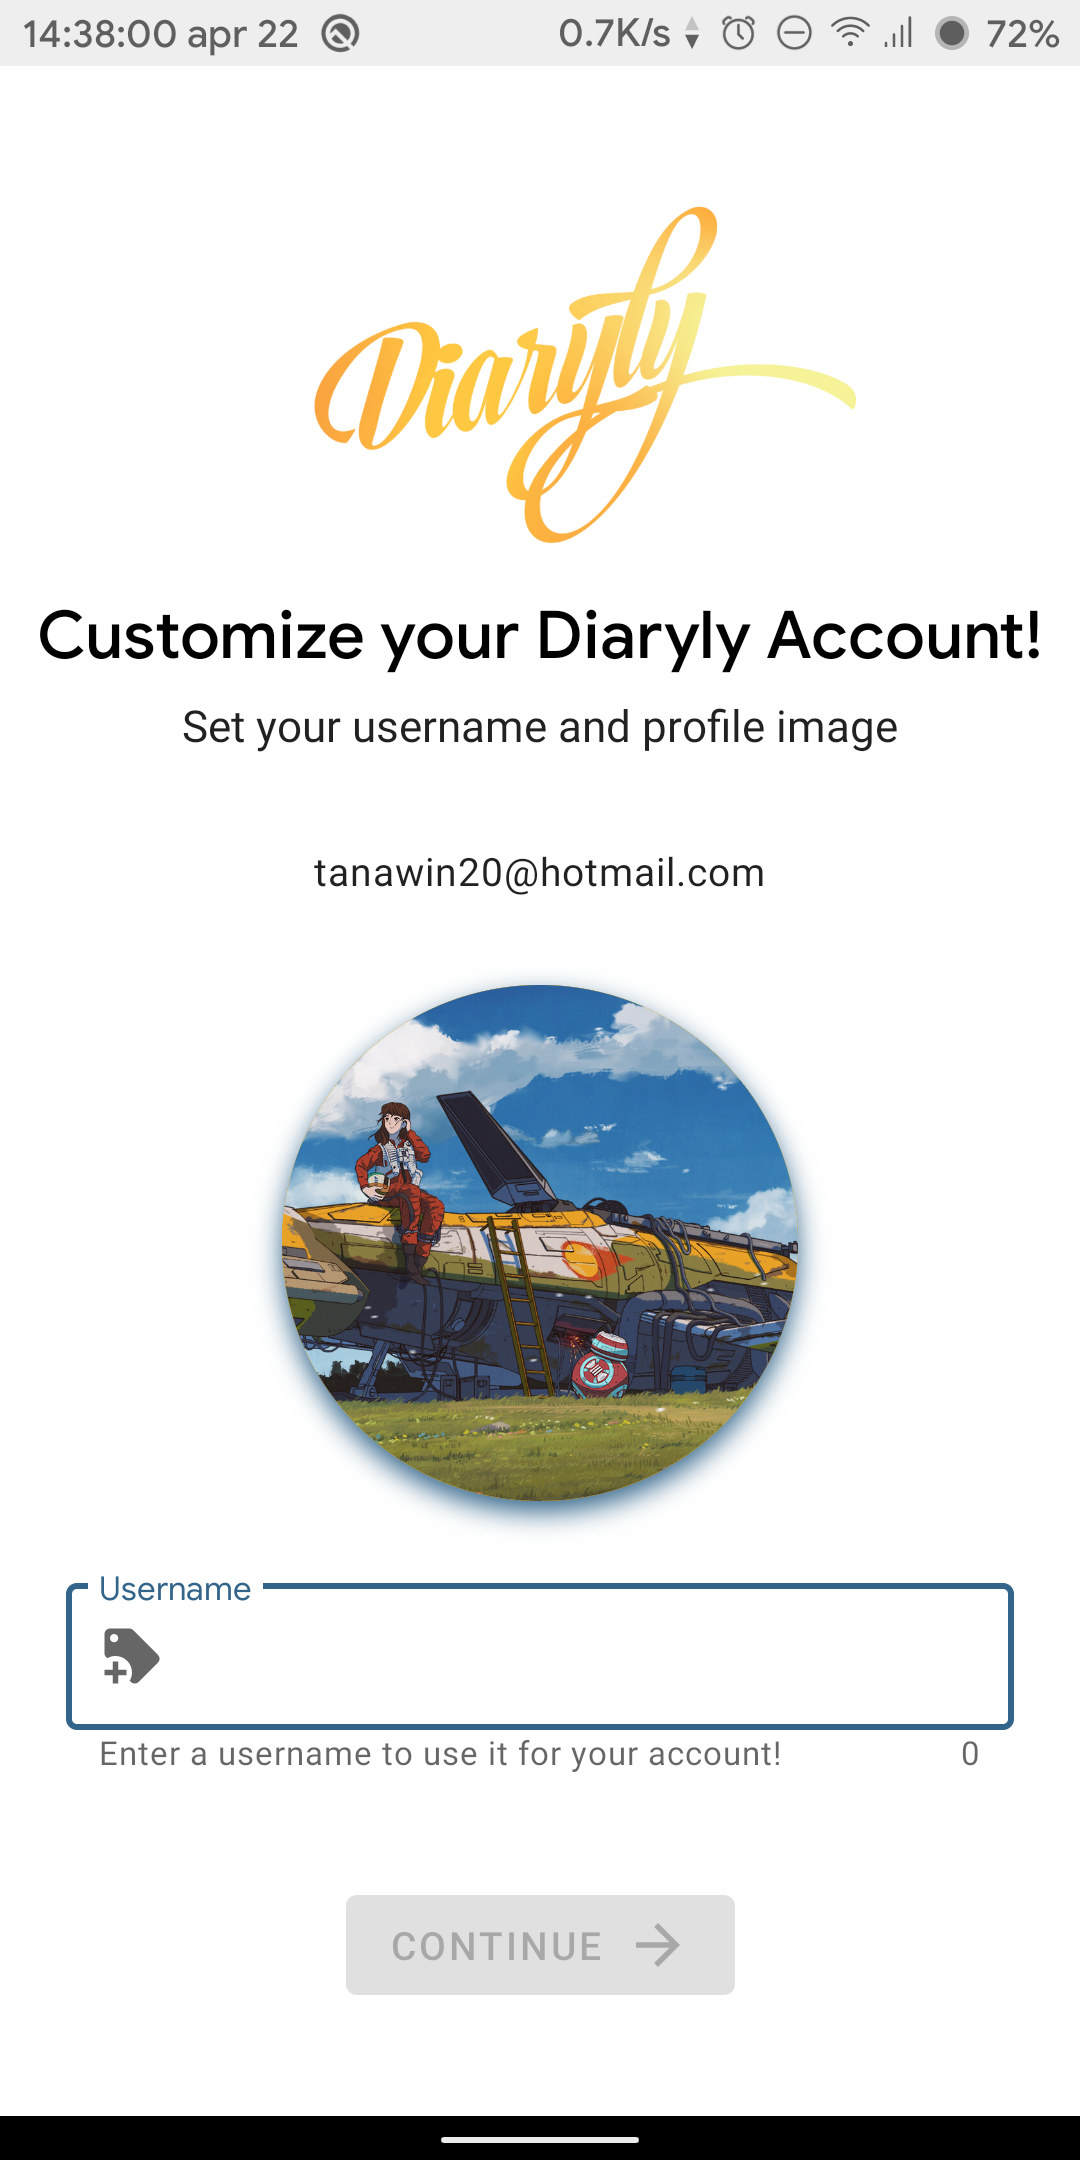 14:38:00 apr 22 0.7K/s 72%
Diaryly
Customize your Diaryly Account!
Set your username and profile image
tanawin20@hotmail.com
Username
Enter a username to use it for your account! 0
CONTINUE